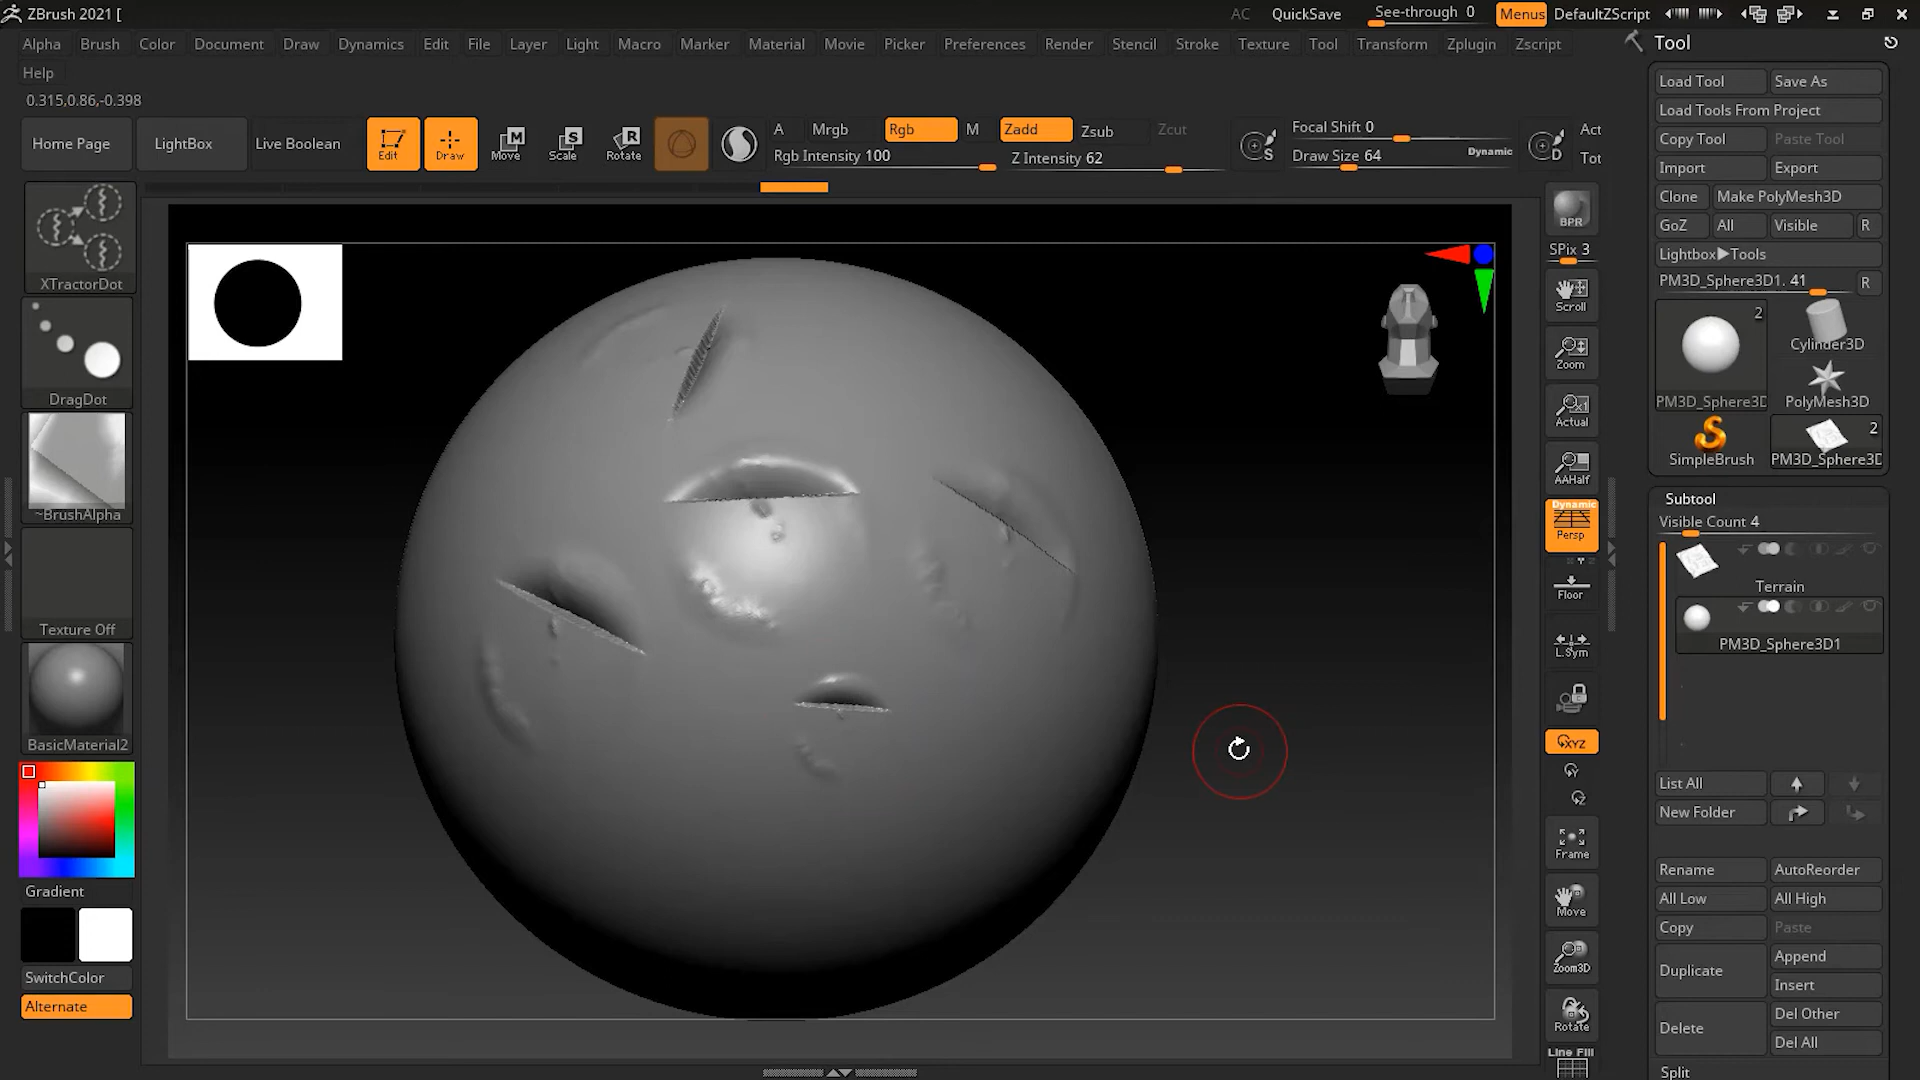 ZBrush 2021 [
AC
QuickSave
See-through 0
Menus
DefaultZScript
Alpha
Brush
Color
Document
Draw
Dynamics
Edit
File
Layer
Light
Macro
Marker
Material
Movie
Picker
Preferences
Render
Stencil
Stroke
Texture
Tool
Transform
Zplugin
Zscript
Help
0.315,0.86,-0.398
Home Page
LightBox
Live Boolean
Edit
Draw
Move
Scale
Rotate
A
Mrgb
Rgb
M
Zadd
Zsub
Zcut
Rgb Intensity 100
Z Intensity 62
Focal Shift 0
Draw Size 64
Dynamic
S
D
Act
Tot
XTractorDot
DragDot
~BrushAlpha
Texture Off
BasicMaterial2
Gradient
SwitchColor
Alternate
BPR
SPix 3
Scroll
Zoom
Actual
AAHalf
Dynamic
Persp
Floor
L.Sym
XYZ
Y
Z
Frame
Move
Zoom3D
Rotate
Line Fill
Tool
Load Tool
Save As
Load Tools From Project
Copy Tool
Paste Tool
Import
Export
Clone
Make PolyMesh3D
GoZ
All
Visible
R
Lightbox▶Tools
PM3D_Sphere3D1. 41
R
2
PM3D_Sphere3D
Cylinder3D
PolyMesh3D
SimpleBrush
2
PM3D_Sphere3D
Subtool
Visible Count 4
Terrain
PM3D_Sphere3D1
List All
New Folder
Rename
AutoReorder
All Low
All High
Copy
Paste
Duplicate
Append
Insert
Delete
Del Other
Del All
Split